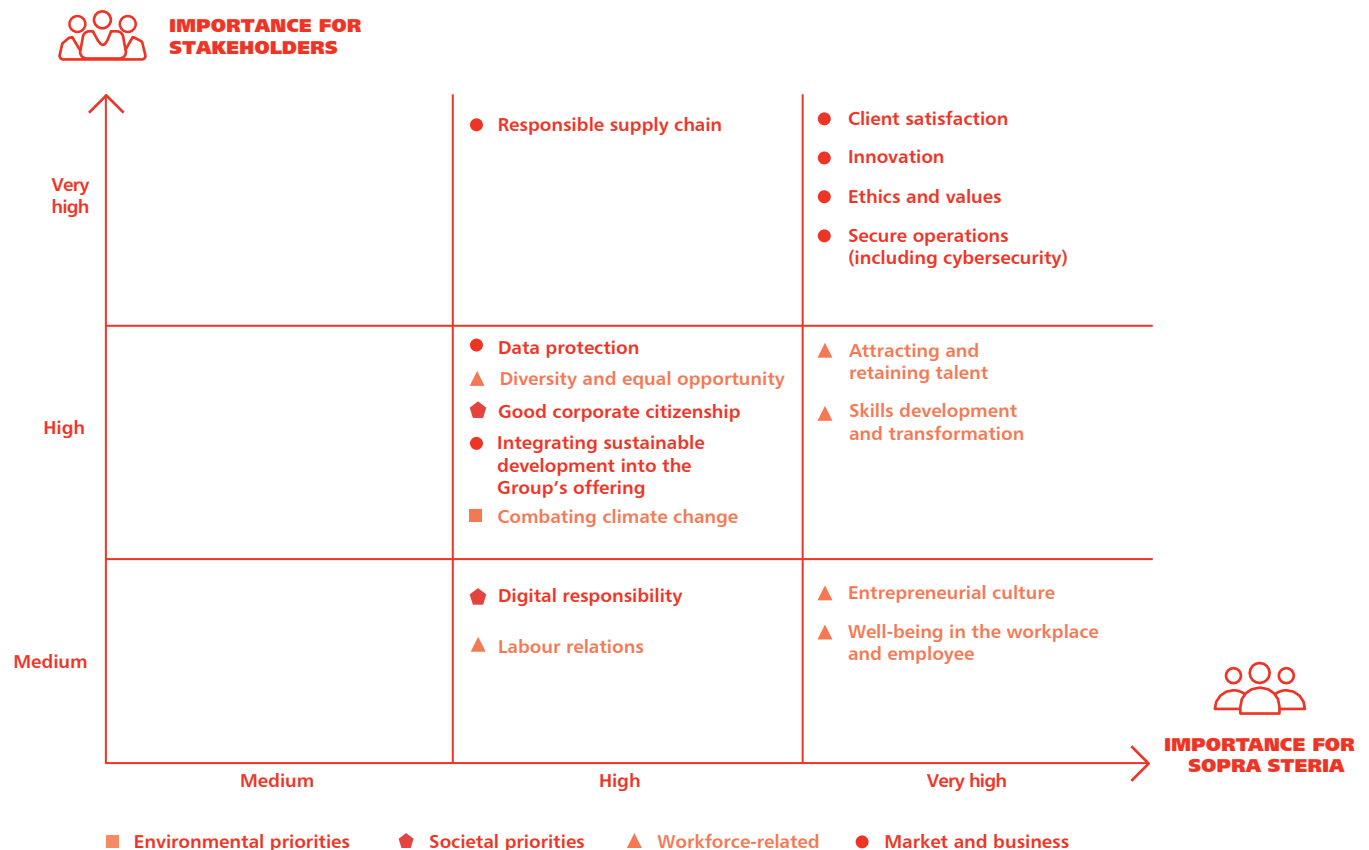 IMPORTANCE FOR
STAKEHOLDERS
Very
high
High
Medium
Responsible supply chain
Client satisfaction
Innovation
Ethics and values
Secure operations
(including cybersecurity)
Data protection
Diversity and equal opportunity
Good corporate citizenship
Integrating sustainable
development into the
Group’s offering
Combating climate change
Attracting and
retaining talent
Skills development
and transformation
Digital responsibility
Labour relations
Entrepreneurial culture
Well-being in the workplace
and employee
IMPORTANCE FOR
SOPRA STERIA
Medium
High
Very high
Environmental priorities
Societal priorities
Workforce-related
Market and business